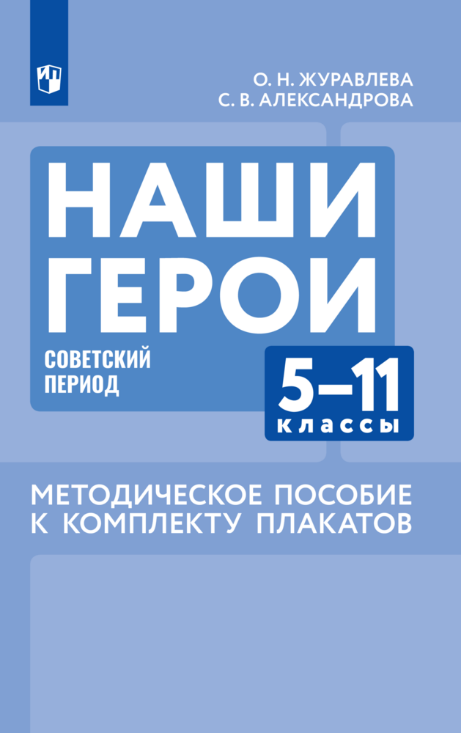 О. Н. ЖУРАВЛЕВА
С. В. АЛЕКСАНДРОВА
НАШИ
ГЕРОИ
СОВЕТСКИЙ
ПЕРИОД
5–11
классы
МЕТОДИЧЕСКОЕ ПОСОБИЕ
К КОМПЛЕКТУ ПЛАКАТОВ